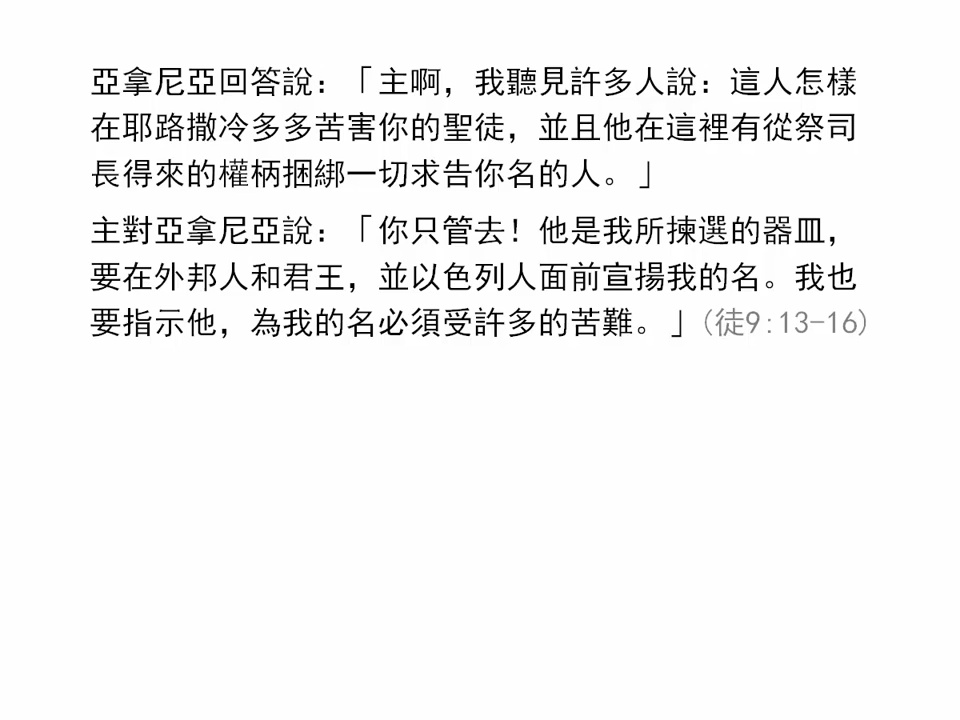 亞拿尼亞回答說：「主啊，我聽見許多人說：這人怎樣
在耶路撒冷多多苦害你的聖徒，並且他在這裡有從祭司
長得來的權柄捆綁一切求告你名的人。」
主對亞拿尼亞說：「你只管去！他是我所揀選的器皿，
要在外邦人和君王，並以色列人面前宣揚我的名。我也
要指示他，為我的名必須受許多的苦難。」(徒9:13-16)